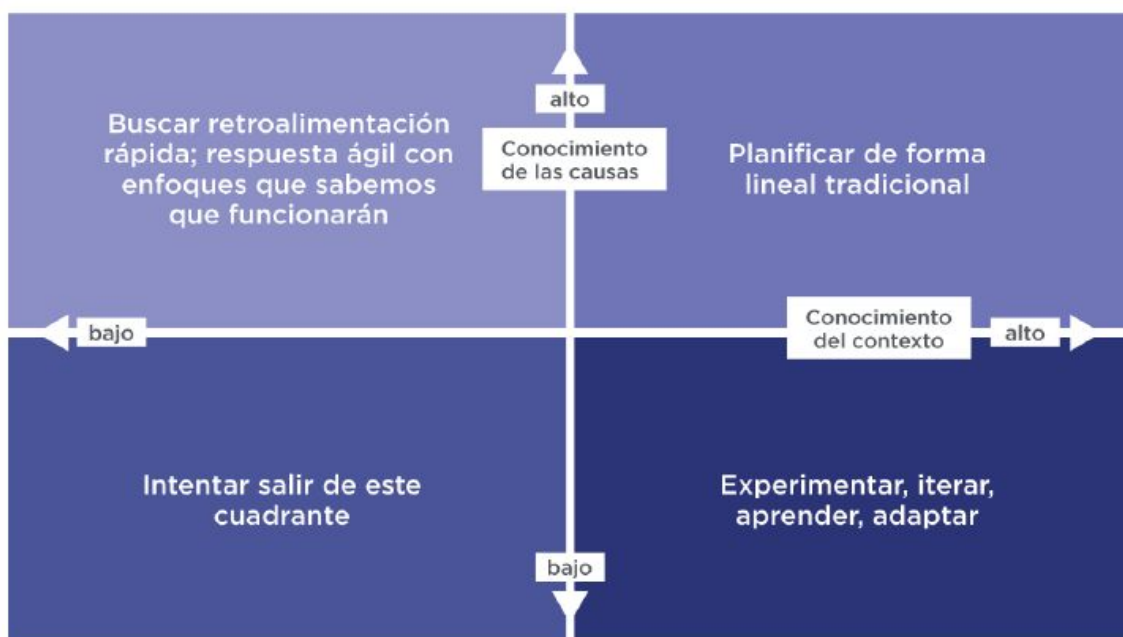 alto
Conocimiento
de las causas
Buscar retroalimentación
rápida; respuesta ágil con
enfoques que sabemos
que funcionarán
Planificar de forma
lineal tradicional
bajo
Conocimiento
del contexto
alto
Intentar salir de este
cuadrante
Experimentar, iterar,
aprender, adaptar
bajo